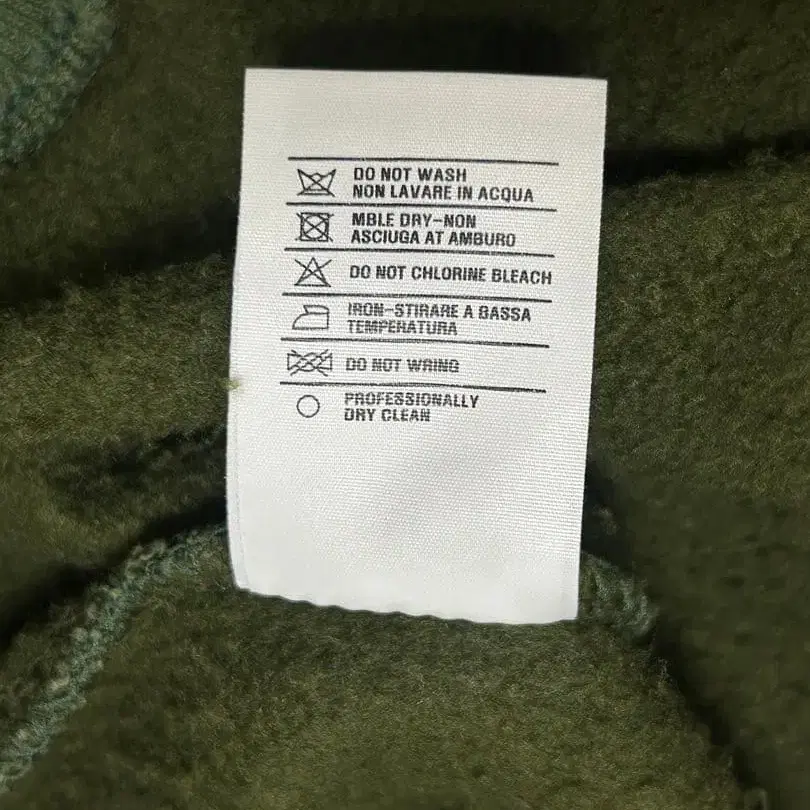 DO NOT WASH
NON LAVARE IN ACQUA
MBLE DRY-NON
ASCIUGA AT AMBURO
DO NOT CHLORINE BLEACH
IRON-STIRARE A BASSA
TEMPERATURA
DO NOT WRING
PROFESSIONALLY
DRY CLEAN